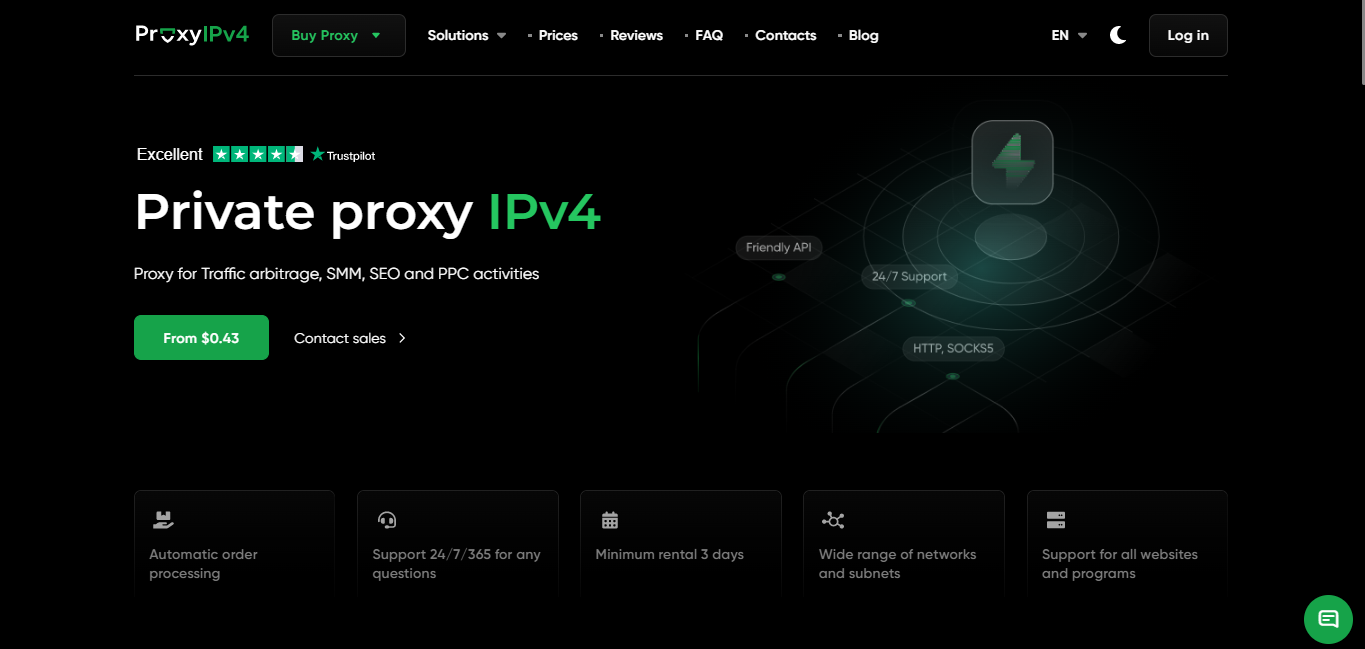 ProxyIPv4
Buy Proxy
Solutions
Prices
Reviews
FAQ
Contacts
Blog
EN
Log in
Excellent
Trustpilot
Private proxy IPv4
Proxy for Traffic arbitrage, SMM, SEO and PPC activities
From $0.43
Contact sales
Friendly API
24/7 Support
HTTP, SOCKS5
Automatic order
processing
Support 24/7/365 for any
questions
Minimum rental 3 days
Wide range of networks
and subnets
Support for all websites
and programs